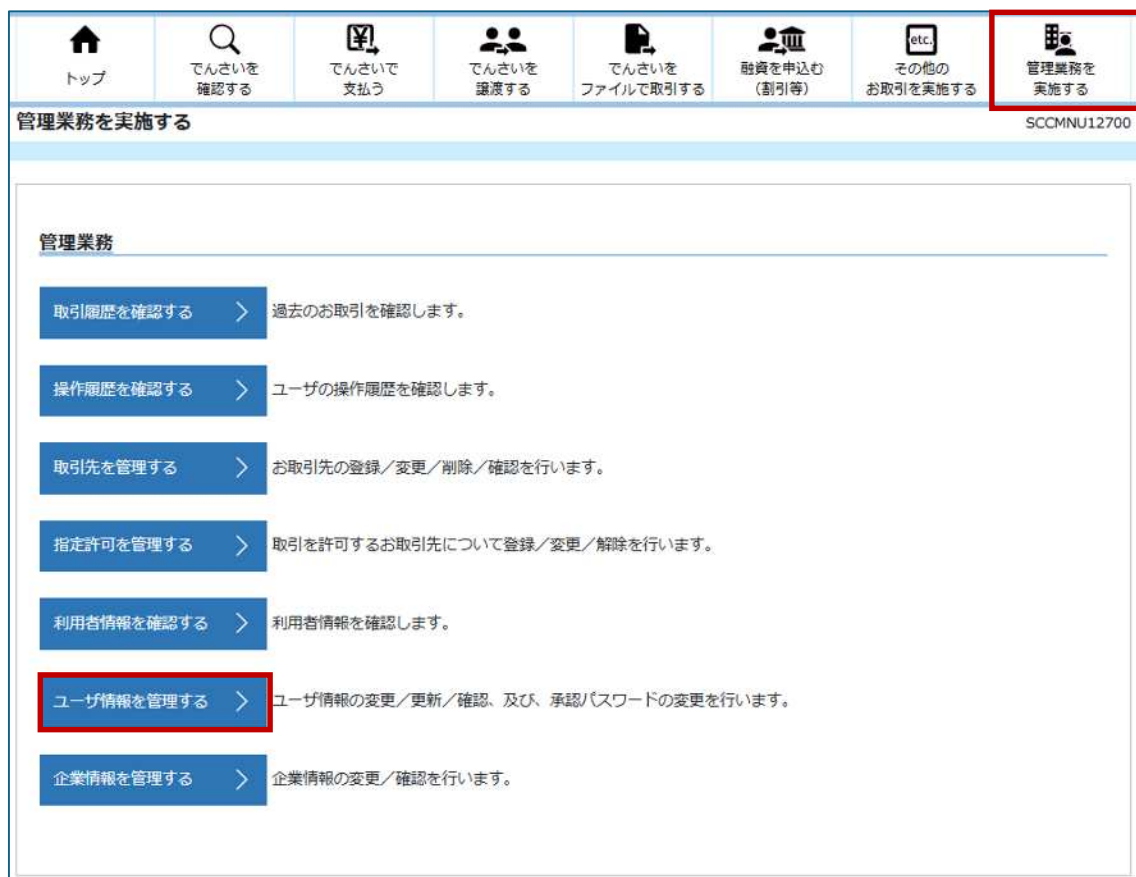 トップ
でんさいを
確認する
でんさいで
支払う
でんさいを
譲渡する
でんさいを
ファイルで取引する
融資を申込む
(割引等)
etc.
その他の
お取引を実施する
管理業務を
実施する
管理業務を実施する
SCCMNU12700
管理業務
取引履歴を確認する 過去のお取引を確認します。
操作履歴を確認する ユーザの操作履歴を確認します。
取引先を管理する お取引先の登録／変更／削除／確認を行います。
指定許可を管理する 取引を許可するお取引先について登録／変更／解除を行います。
利用者情報を確認する 利用者情報を確認します。
ユーザ情報を管理する ユーザ情報の変更／更新／確認、及び、承認パスワードの変更を行います。
企業情報を管理する 企業情報の変更／確認を行います。